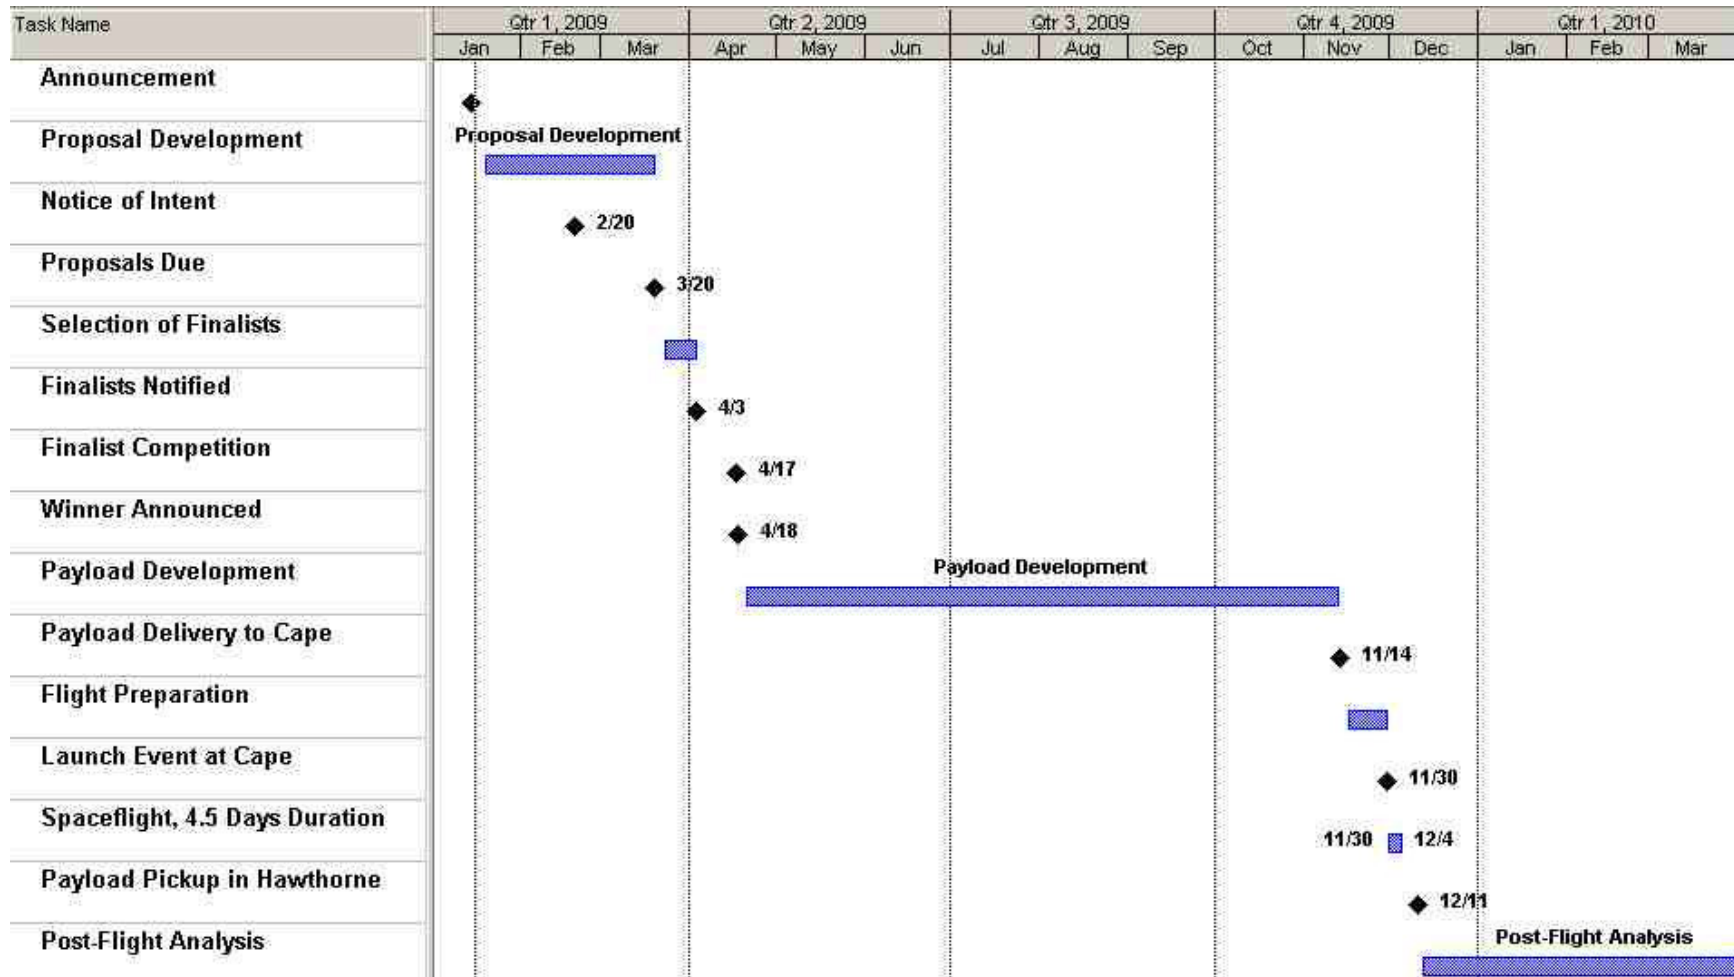 Task Name
Qtr 1, 2009 Qtr 2, 2009 Qtr 3, 2009 Qtr 4, 2009 Qtr 1, 2010
Jan Feb Mar Apr May Jun Jul Aug Sep Oct Nov Dec Jan Feb Mar
Announcement
Proposal Development
Proposal Development
Notice of Intent
2/20
Proposals Due
3/20
Selection of Finalists
Finalists Notified
4/3
Finalist Competition
4/17
Winner Announced
4/18
Payload Development
Payload Development
Payload Delivery to Cape
11/14
Flight Preparation
Launch Event at Cape
11/30
Spaceflight, 4.5 Days Duration
11/30 12/4
Payload Pickup in Hawthorne
12/11
Post-Flight Analysis
Post-Flight Analysis